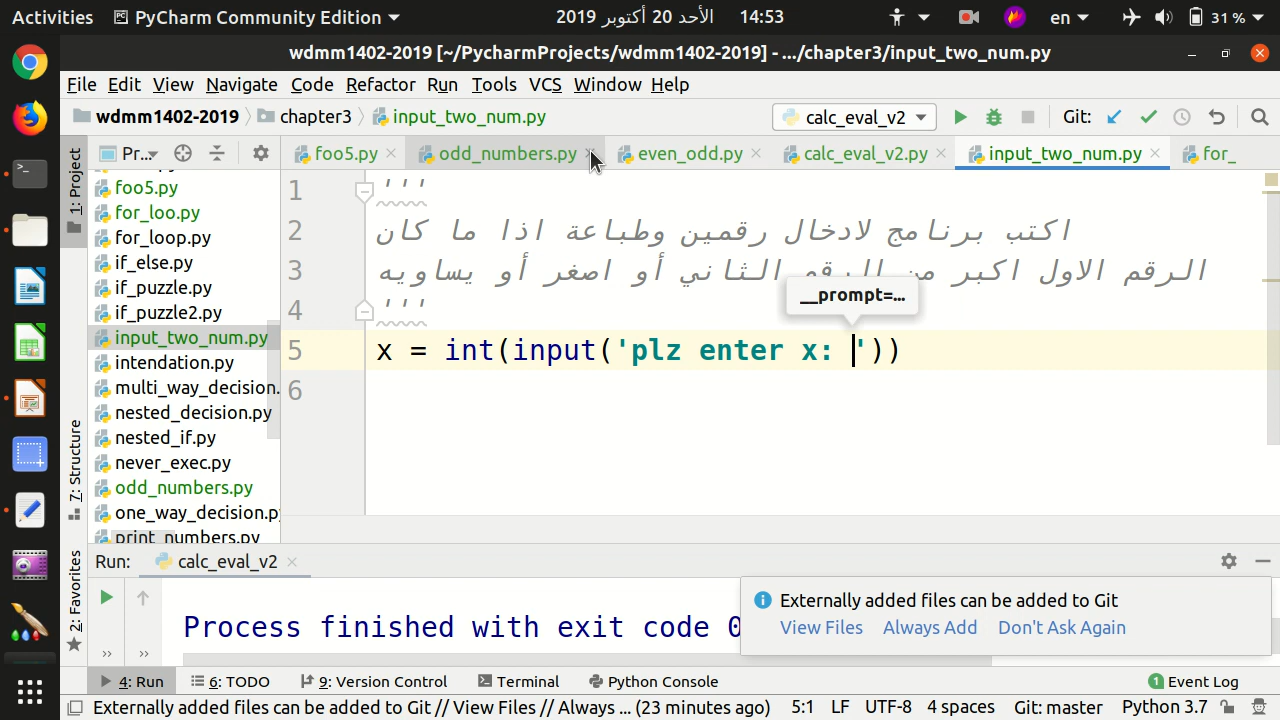 Activities
PyCharm Community Edition
الأحد 20 أكتوبر 2019 14:53
en
31 %
wdmm1402-2019 [~/PycharmProjects/wdmm1402-2019] - .../chapter3/input_two_num.py
File Edit View Navigate Code Refactor Run Tools VCS Window Help
wdmm1402-2019 chapter3 input_two_num.py
calc_eval_v2
Git:
1: Project
Pr...
foo5.py
odd_numbers.py
even_odd.py
calc_eval_v2.py
input_two_num.py
for_
foo5.py
for_loo.py
for_loop.py
if_else.py
if_puzzle.py
if_puzzle2.py
input_two_num.py
intendation.py
multi_way_decision.
nested_decision.py
nested_if.py
never_exec.py
odd_numbers.py
one_way_decision.p
print_numbers.py
1 '''
2 اكتب برنامج لادخال رقمين وطباعة اذا ما كان
3 الرقم الاول اكبر من الرقم الثاني أو اصغر أو يساويه
4 '''
__prompt=...
5 x = int(input('plz enter x: '))
6
7: Structure
2: Favorites
Run: calc_eval_v2
Process finished with exit code 0
Externally added files can be added to Git
View Files Always Add Don't Ask Again
4: Run 6: TODO 9: Version Control Terminal Python Console 1 Event Log
Externally added files can be added to Git // View Files // Always ... (23 minutes ago) 5:1 LF UTF-8 4 spaces Git: master Python 3.7